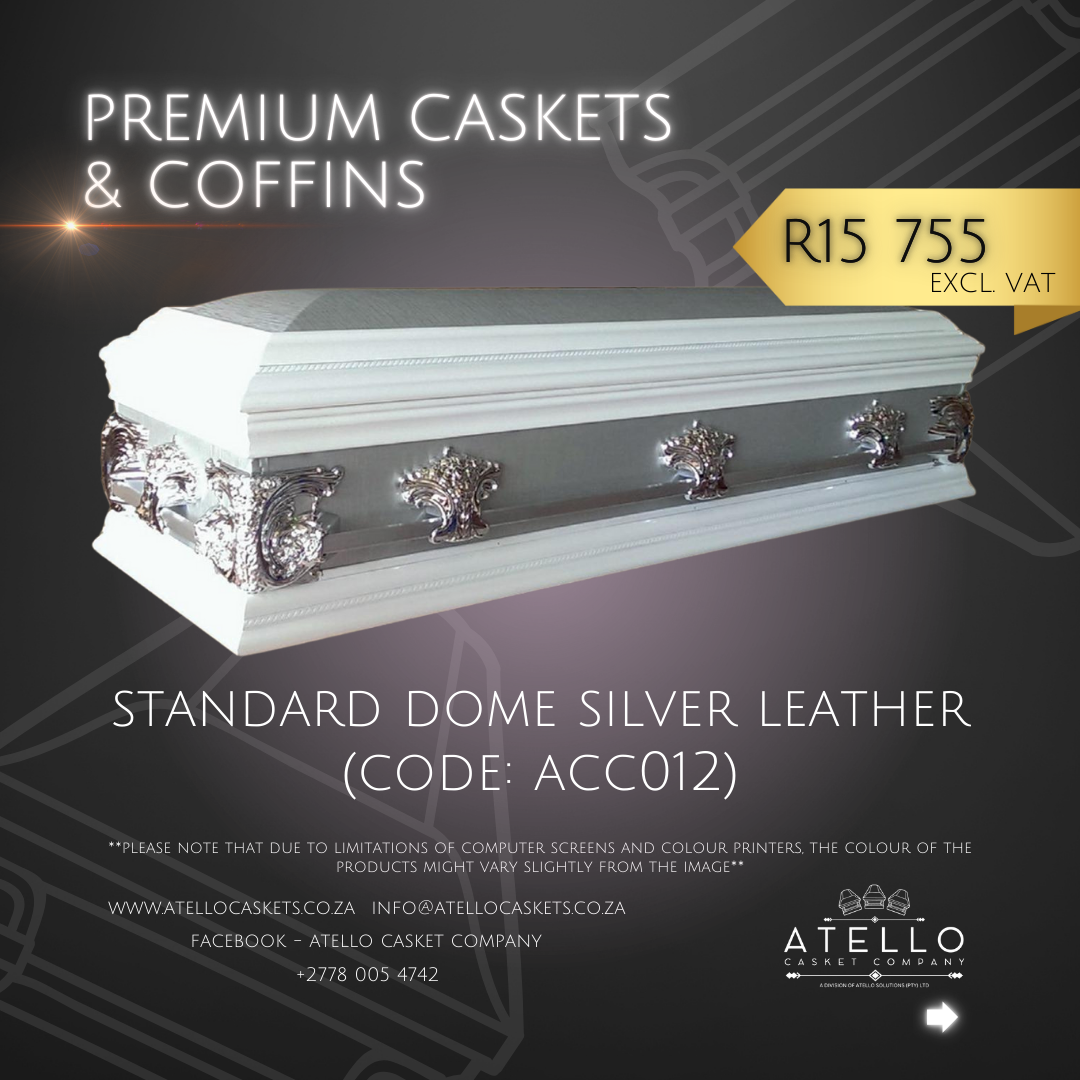 PREMIUM CASKETS
& COFFINS
R15 755
EXCL. VAT
STANDARD DOME SILVER LEATHER
(CODE: ACC012)
**PLEASE NOTE THAT DUE TO LIMITATIONS OF COMPUTER SCREENS AND COLOUR PRINTERS, THE COLOUR OF THE
PRODUCTS MIGHT VARY SLIGHTLY FROM THE IMAGE**
WWW.ATELLOCASKETS.CO.ZA INFO@ATELLOCASKETS.CO.ZA
FACEBOOK - ATELLO CASKET COMPANY
+2778 005 4742
ATELLO
CASKET COMPANY
A DIVISION OF ATELLO SOLUTIONS (PTY) LTD